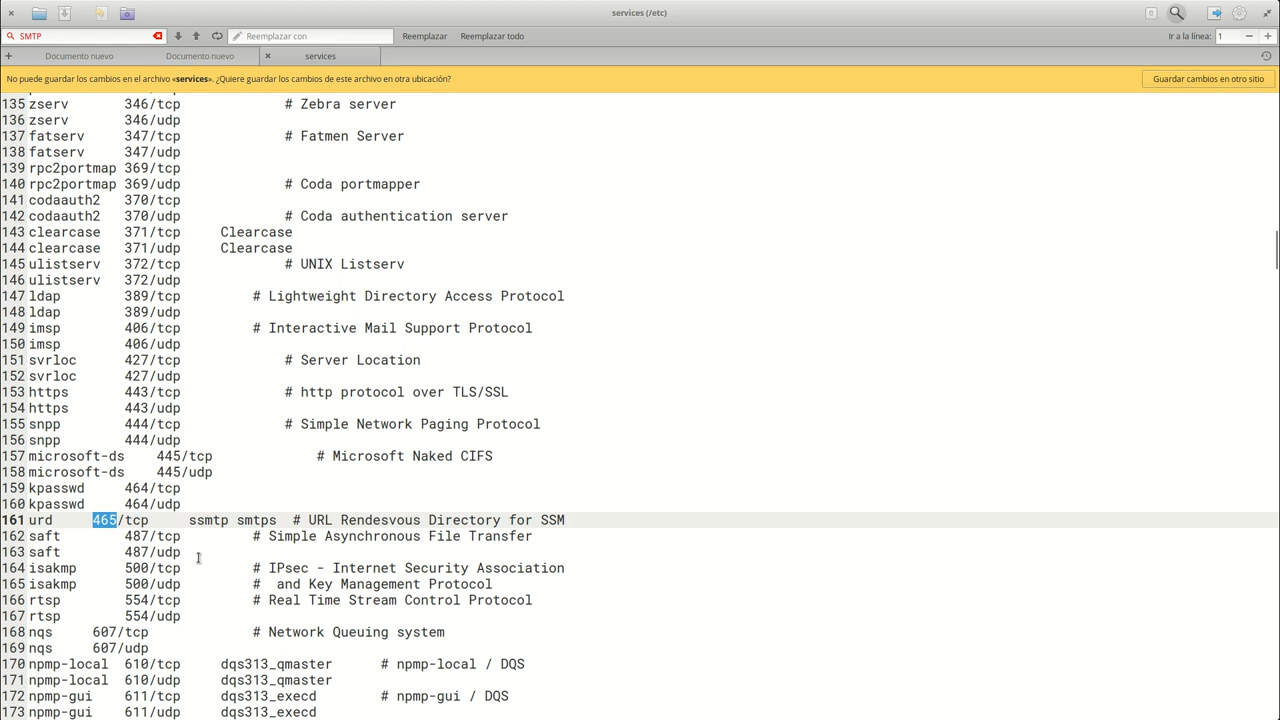 services (/etc)
SMTP
Reemplazar con
Reemplazar
Reemplazar todo
Ir a la línea:
1
Documento nuevo
Documento nuevo
services
No puede guardar los cambios en el archivo «services». ¿Quiere guardar los cambios de este archivo en otra ubicación?
Guardar cambios en otro sitio
135 zserv 346/tcp # Zebra server
136 zserv 346/udp
137 fatserv 347/tcp # Fatmen Server
138 fatserv 347/udp
139 rpc2portmap 369/tcp
140 rpc2portmap 369/udp # Coda portmapper
141 codaauth2 370/tcp
142 codaauth2 370/udp # Coda authentication server
143 clearcase 371/tcp Clearcase
144 clearcase 371/udp Clearcase
145 ulistserv 372/tcp # UNIX Listserv
146 ulistserv 372/udp
147 ldap 389/tcp # Lightweight Directory Access Protocol
148 ldap 389/udp
149 imsp 406/tcp # Interactive Mail Support Protocol
150 imsp 406/udp
151 svrloc 427/tcp # Server Location
152 svrloc 427/udp
153 https 443/tcp # http protocol over TLS/SSL
154 https 443/udp
155 snpp 444/tcp # Simple Network Paging Protocol
156 snpp 444/udp
157 microsoft-ds 445/tcp # Microsoft Naked CIFS
158 microsoft-ds 445/udp
159 kpasswd 464/tcp
160 kpasswd 464/udp
161 urd 465/tcp ssmtp smtps # URL Rendesvous Directory for SSM
162 saft 487/tcp # Simple Asynchronous File Transfer
163 saft 487/udp
164 isakmp 500/tcp # IPsec - Internet Security Association
165 isakmp 500/udp # and Key Management Protocol
166 rtsp 554/tcp # Real Time Stream Control Protocol
167 rtsp 554/udp
168 nqs 607/tcp # Network Queuing system
169 nqs 607/udp
170 npmp-local 610/tcp dqs313_qmaster # npmp-local / DQS
171 npmp-local 610/udp dqs313_qmaster
172 npmp-gui 611/tcp dqs313_execd # npmp-gui / DQS
173 npmp-gui 611/udp dqs313_execd